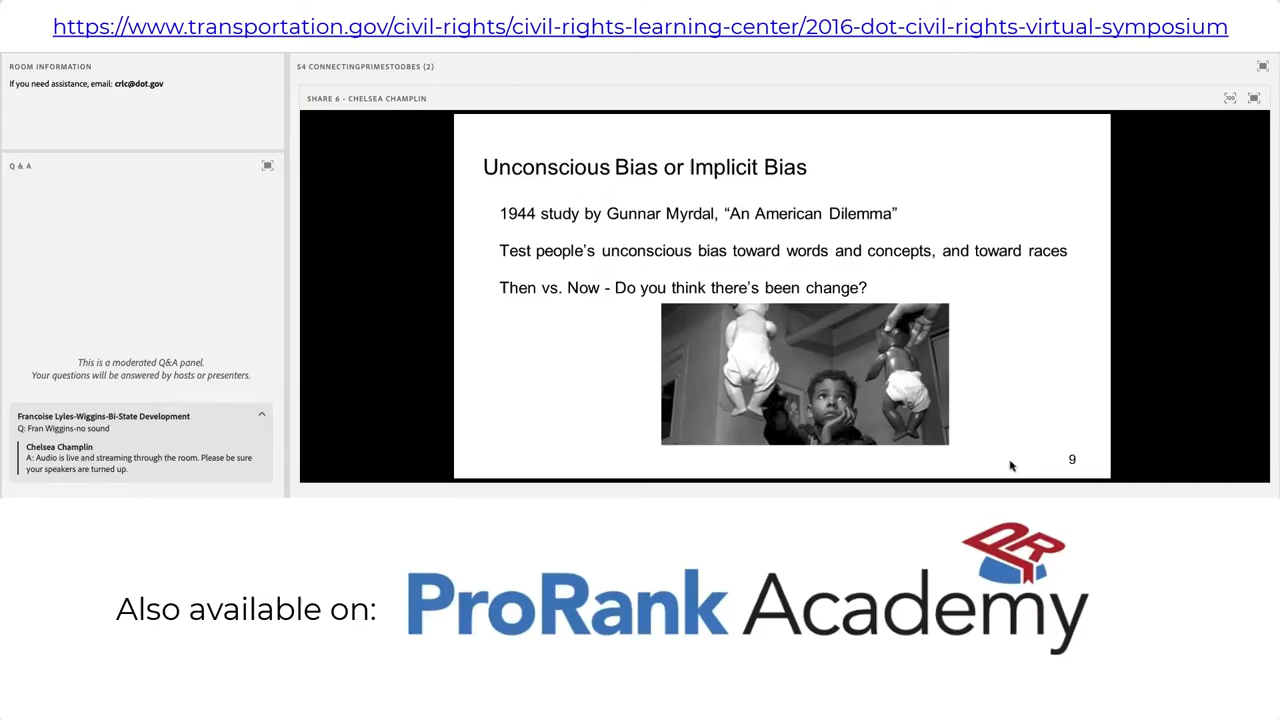 https://www.transportation.gov/civil-rights/civil-rights-learning-center/2016-dot-civil-rights-virtual-symposium
ROOM INFORMATION
If you need assistance, email: crlc@dot.gov
Q & A
This is a moderated Q&A panel.
Your questions will be answered by hosts or presenters.
Francoise Lyles-Wiggins-Bi-State Development
Q: Fran Wiggins-no sound
Chelsea Champlin
A: Audio is live and streaming through the room. Please be sure
your speakers are turned up.
S4 CONNECTINGPRIMESTODBES (2)
SHARE 6 - CHELSEA CHAMPLIN
Unconscious Bias or Implicit Bias
1944 study by Gunnar Myrdal, “An American Dilemma”
Test people’s unconscious bias toward words and concepts, and toward races
Then vs. Now - Do you think there’s been change?
9
Also available on:
ProRank Academy
PR